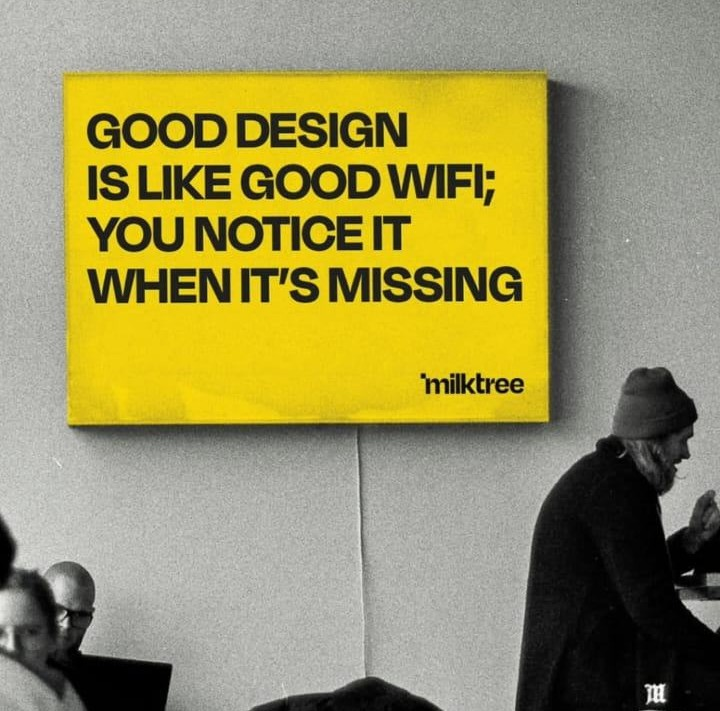 GOOD DESIGN
IS LIKE GOOD WIFI;
YOU NOTICE IT
WHEN IT'S MISSING
milktree